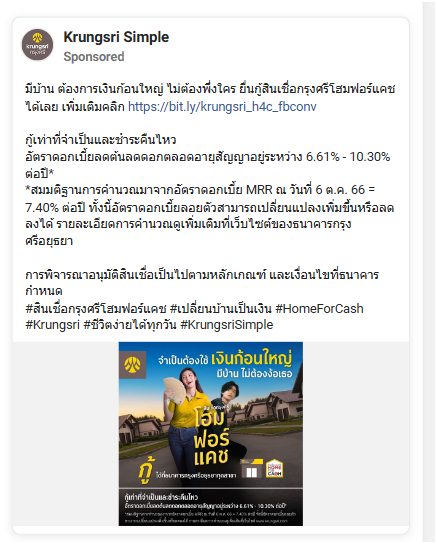 krungsri
กรุงศรี
Krungsri Simple
Sponsored
มีบ้าน ต้องการเงินก้อนใหญ่ ไม่ต้องพึ่งใคร ยื่นกู้สินเชื่อกรุงศรีโฮมฟอร์แคช
ได้เลย เพิ่มเติมคลิก https://bit.ly/krungsri_h4c_fbconv
กู้เท่าที่จำเป็นและชำระคืนไหว
อัตราดอกเบี้ยลดต้นลดดอกตลอดอายุสัญญาอยู่ระหว่าง 6.61% - 10.30%
ต่อปี*
*สมมติฐานการคำนวณมาจากอัตราดอกเบี้ย MRR ณ วันที่ 6 ต.ค. 66 =
7.40% ต่อปี ทั้งนี้อัตราดอกเบี้ยลอยตัวสามารถเปลี่ยนแปลงเพิ่มขึ้นหรือลด
ลงได้ รายละเอียดการคำนวณดูเพิ่มเติมที่เว็บไซต์ของธนาคารกรุง
ศรีอยุธยา
การพิจารณาอนุมัติสินเชื่อเป็นไปตามหลักเกณฑ์ และเงื่อนไขที่ธนาคาร
กำหนด
#สินเชื่อกรุงศรีโฮมฟอร์แคช #เปลี่ยนบ้านเป็นเงิน #HomeForCash
#Krungsri #ชีวิตง่ายได้ทุกวัน #KrungsriSimple
จำเป็นต้องใช้ เงินก้อนใหญ่
มีบ้าน ไม่ต้องง้อเธอ
โฮม
ฟอร์
แคช
กู้ ได้ที่ธนาคารกรุงศรีอยุธยาทุกสาขา
HOME
CASH
กู้เท่าที่จำเป็นและชำระคืนไหว
อัตราดอกเบี้ยลดต้นลดดอกตลอดอายุสัญญาอยู่ระหว่าง 6.61% - 10.30% ต่อปี*